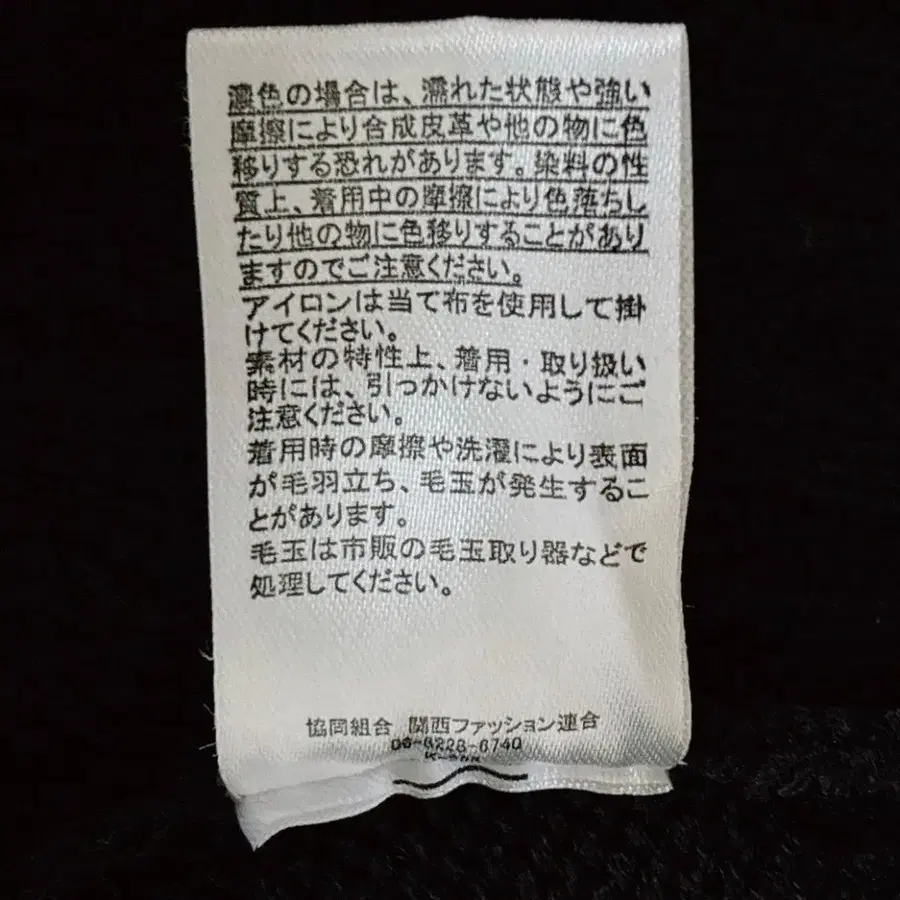 濃色の場合は、濡れた状態や強い
摩擦により合成皮革や他の物に色
移りする恐れがあります。染料の性
質上、着用中の摩擦により色落ちし
たり他の物に色移りすることがあり
ますのでご注意ください。
アイロンは当て布を使用して掛
けてください。
素材の特性上、着用・取り扱い
時には、引っかけないようにご
注意ください。
着用時の摩擦や洗濯により表面
が毛羽立ち、毛玉が発生するこ
とがあります。
毛玉は市販の毛玉取り器などで
処理してください。
協同組合 関西ファッション連合
06-6228-6740